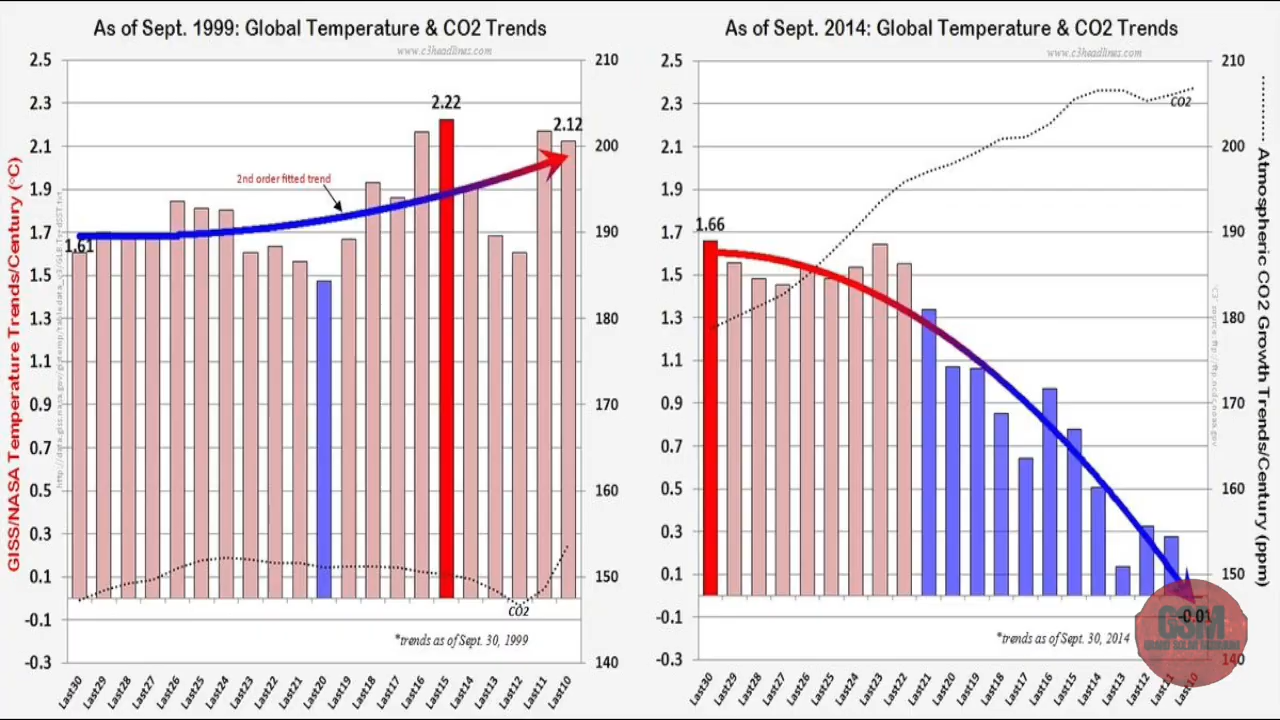 As of Sept. 1999: Global Temperature & CO2 Trends
www.c3headlines.com
GISS/NASA Temperature Trends/Century (°C)
2.5
2.3
2.1
1.9
1.7
1.5
1.3
1.1
0.9
0.7
0.5
0.3
0.1
-0.1
-0.3
210
200
190
180
170
160
150
140
1.61
2.22
2.12
2nd order fitted trend
CO2
*trends as of Sept. 30, 1999
Last30
Last29
Last28
Last27
Last26
Last25
Last24
Last23
Last22
Last21
Last20
Last19
Last18
Last17
Last16
Last15
Last14
Last13
Last12
Last11
Last10
As of Sept. 2014: Global Temperature & CO2 Trends
www.c3headlines.com
2.5
2.3
2.1
1.9
1.7
1.5
1.3
1.1
0.9
0.7
0.5
0.3
0.1
-0.1
-0.3
210
200
190
180
170
160
150
140
Atmospheric CO2 Growth Trends/Century (ppm)
1.66
CO2
-0.01
*trends as of Sept. 30, 2014
GSM
GRAND SOLAR MINIMUM
Last30
Last29
Last28
Last27
Last26
Last25
Last24
Last23
Last22
Last21
Last20
Last19
Last18
Last17
Last16
Last15
Last14
Last13
Last12
Last11
Last10